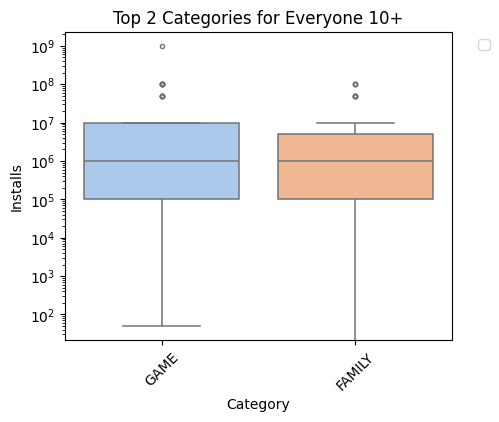 Top 2 Categories for Everyone 10+
Installs
10⁹
10⁸
10⁷
10⁶
10⁵
10⁴
10³
10²
GAME
FAMILY
Category